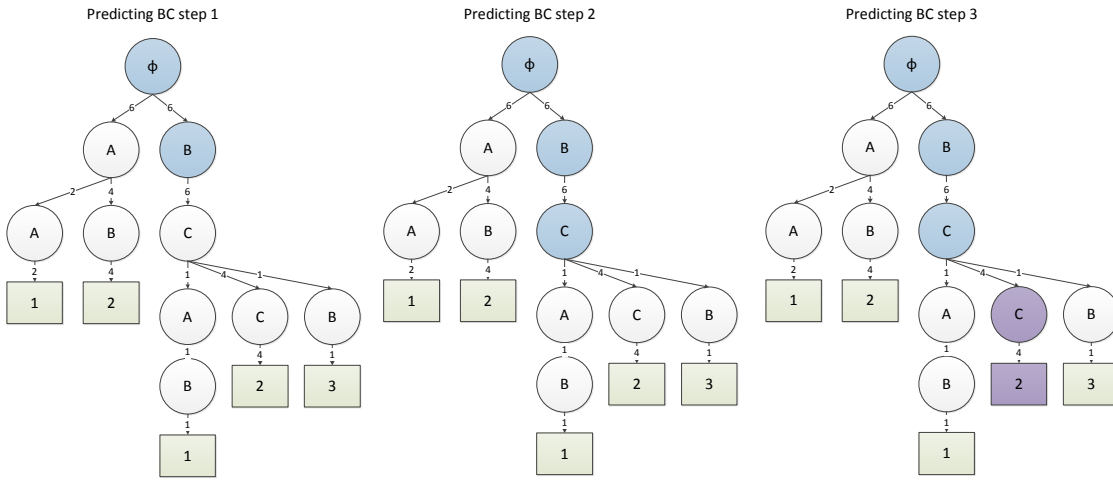 Predicting BC step 1
Predicting BC step 2
Predicting BC step 3
ϕ ϕ ϕ
6 6 6 6 6 6
A B A B A B
2 4 6 2 4 6 2 4 6
A B C A B C A B C
2 4 1 4 1 2 4 1 4 1 2 4 1 4 1
1 2 A C B 1 2 A C B 1 2 A C B
1 4 1 1 4 1 1 4 1
B 2 3 B 2 3 B 2 3
1 1 1
1 1 1